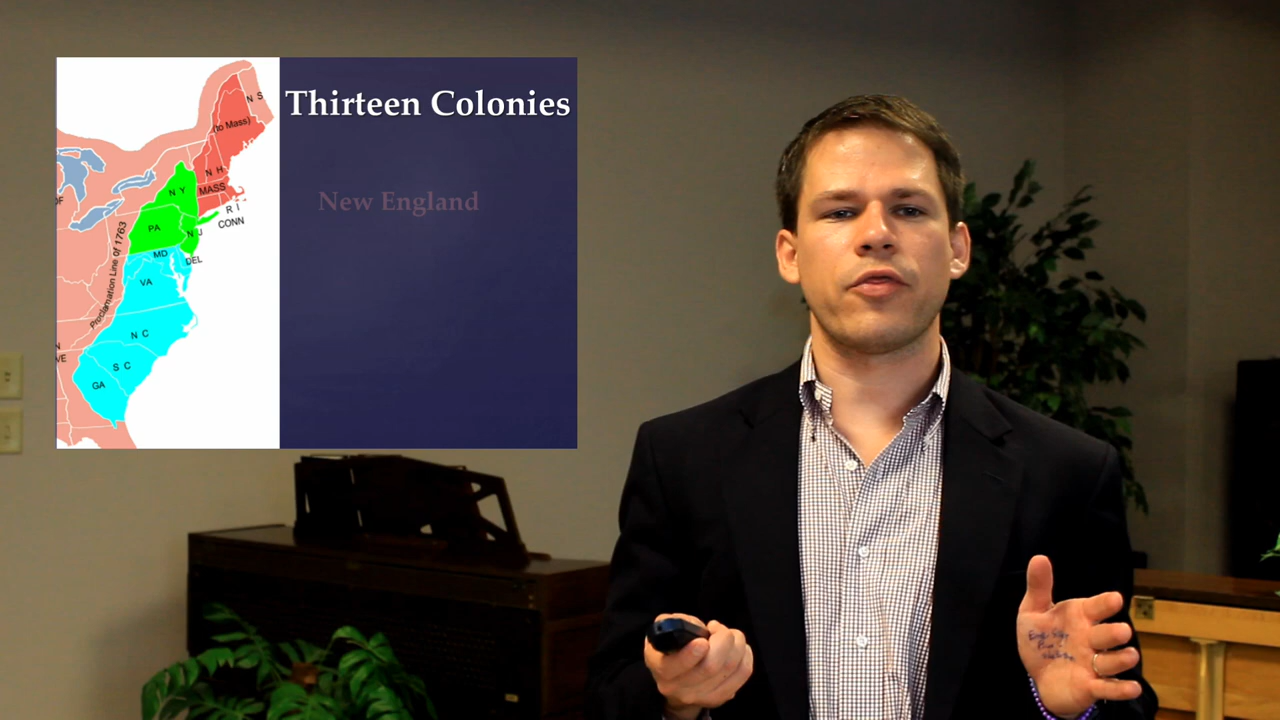 Thirteen Colonies
New England
N S
(to Mass)
N H
MASS
N Y
R I
CONN
PA
N J
MD
DEL
VA
Proclamation Line of 1763
N C
S C
GA